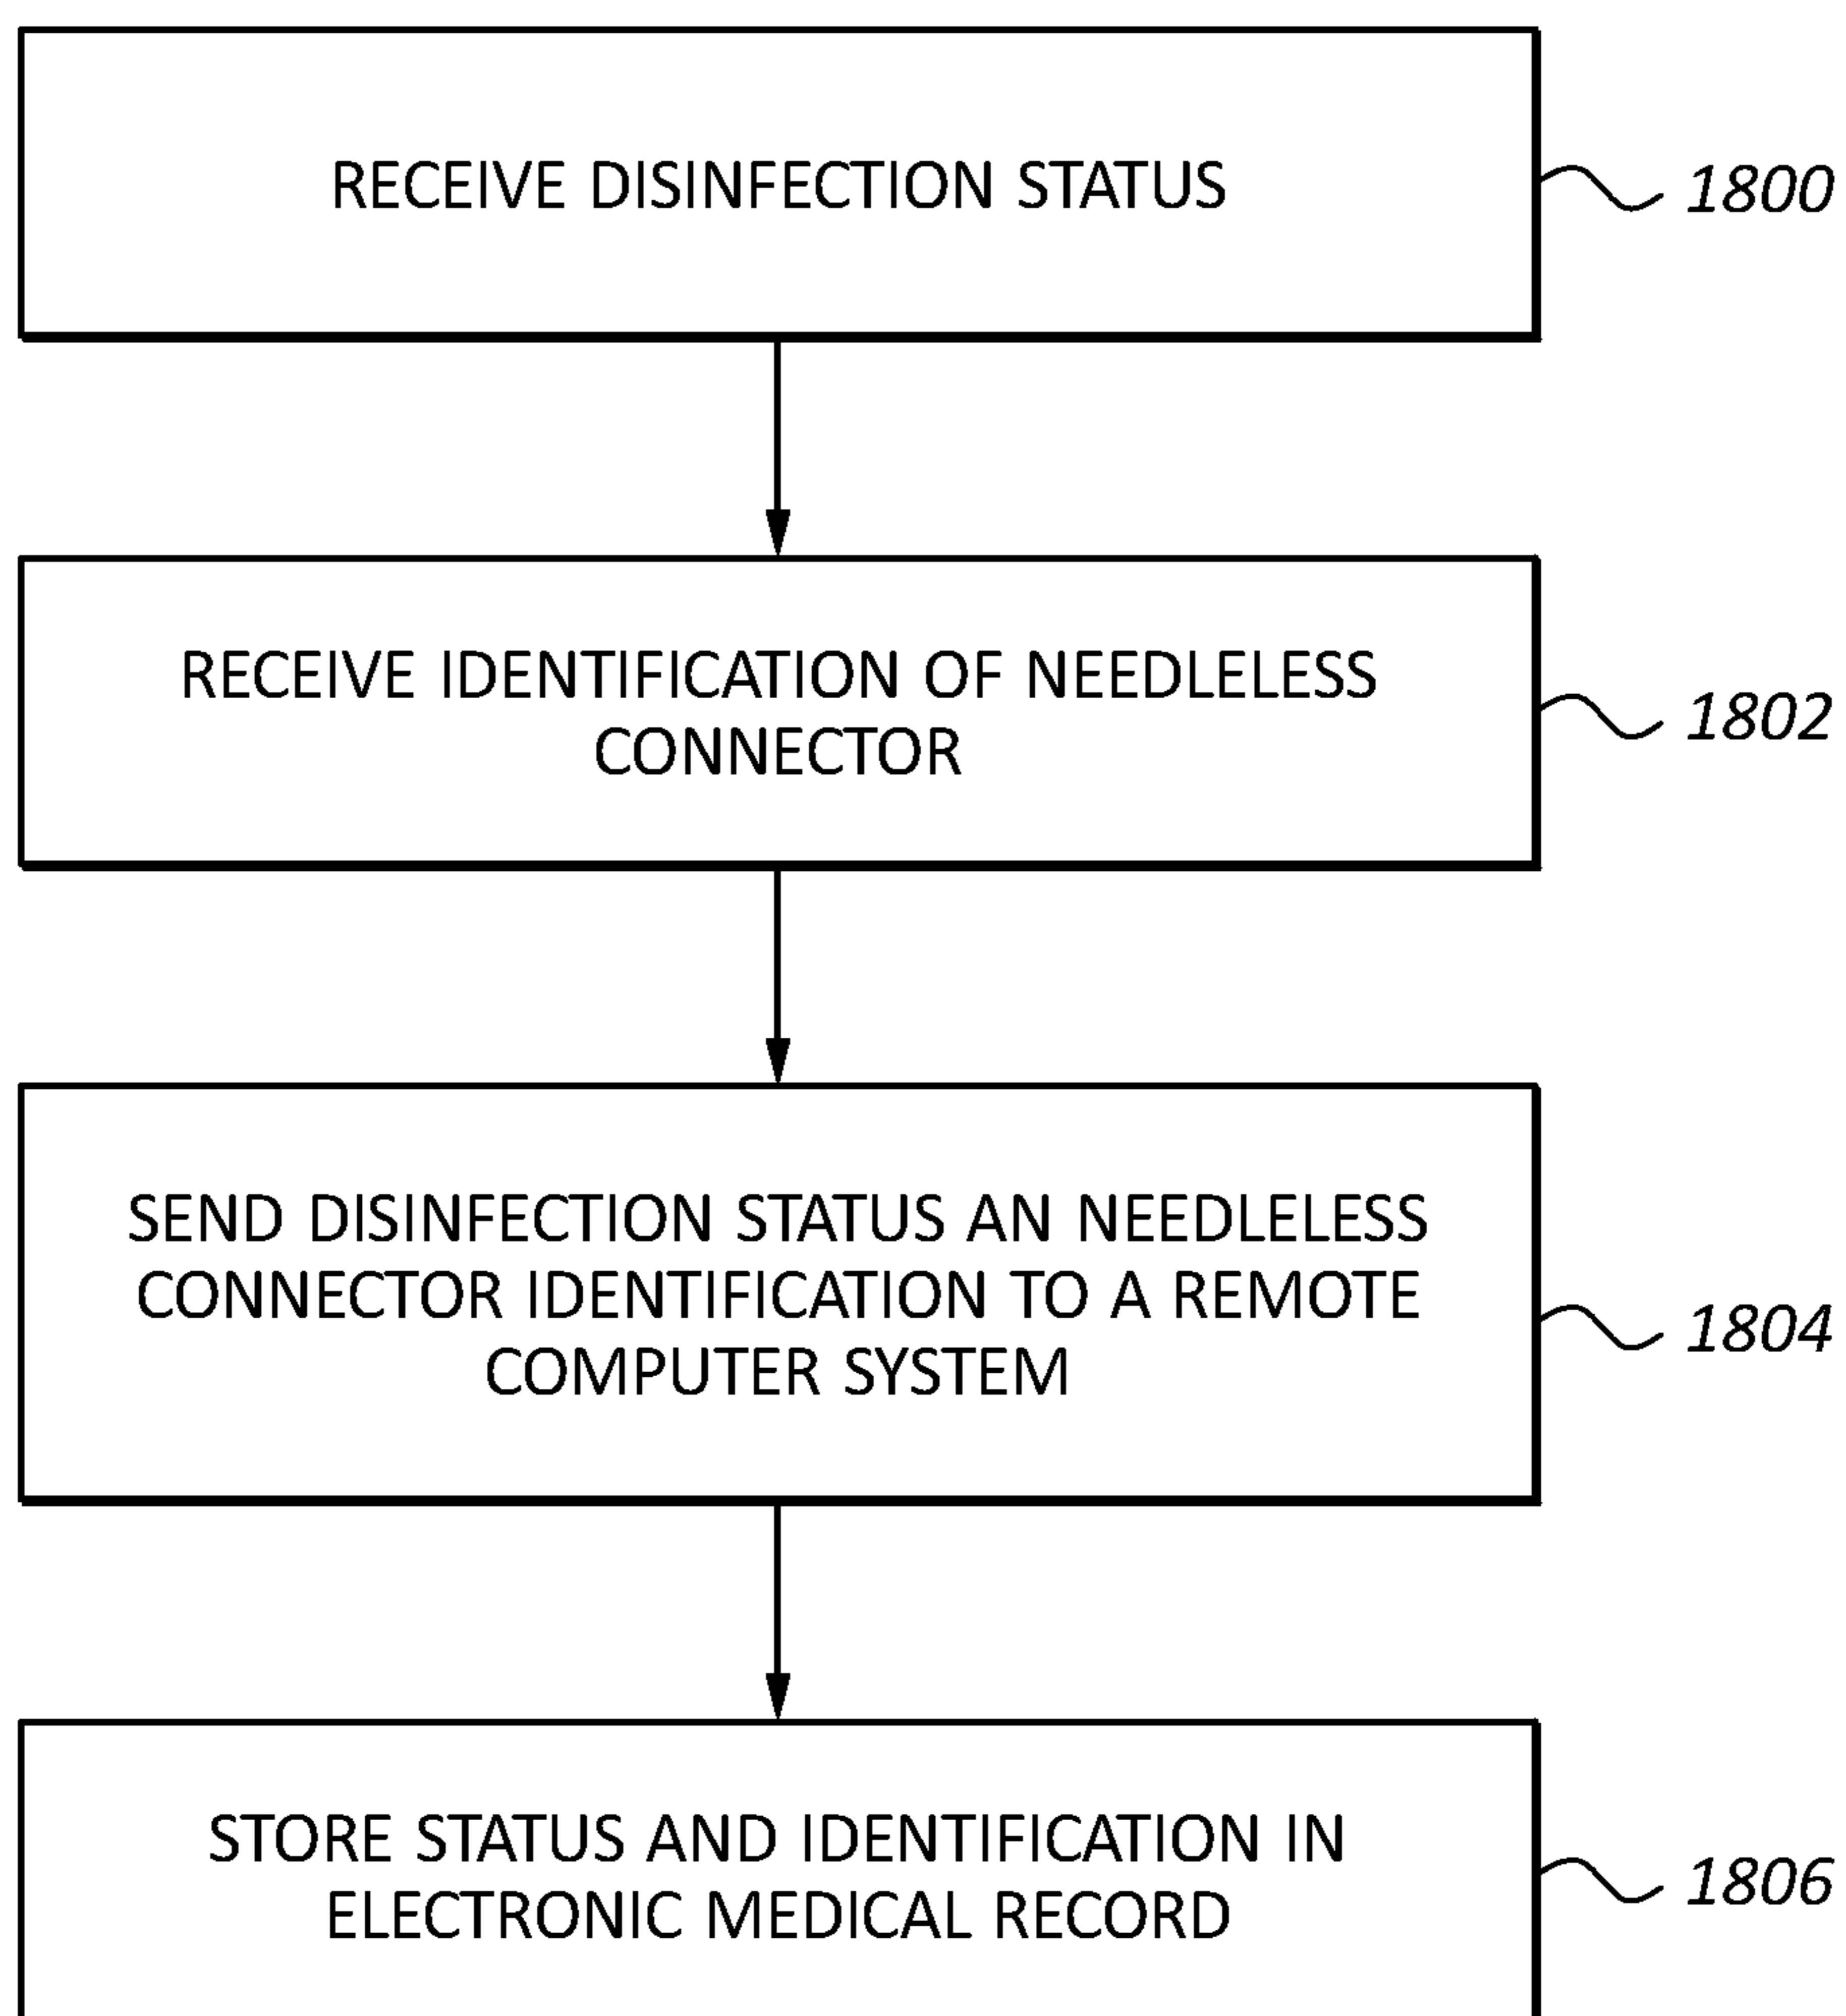 RECEIVE DISINFECTION STATUS
1800
RECEIVE IDENTIFICATION OF NEEDLELESS
CONNECTOR
1802
SEND DISINFECTION STATUS AN NEEDLELESS
CONNECTOR IDENTIFICATION TO A REMOTE
COMPUTER SYSTEM
1804
STORE STATUS AND IDENTIFICATION IN
ELECTRONIC MEDICAL RECORD
1806